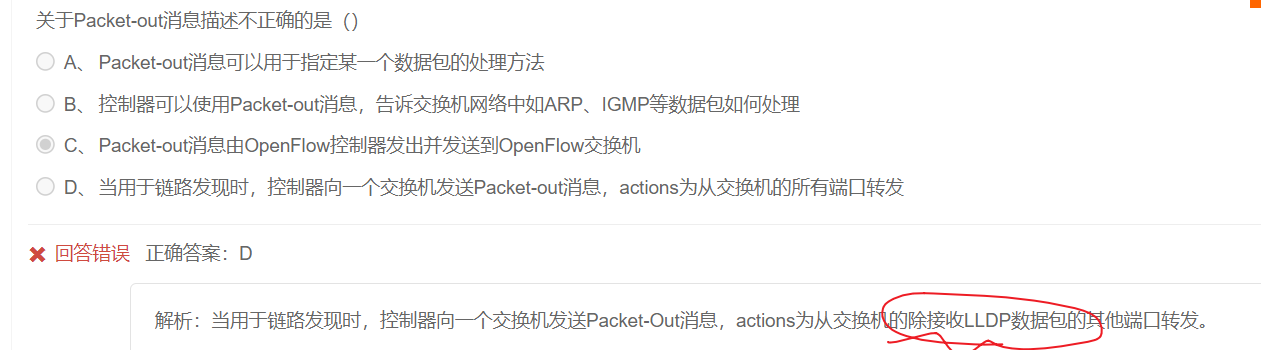 关于Packet-out消息描述不正确的是（）
A、 Packet-out消息可以用于指定某一个数据包的处理方法
B、 控制器可以使用Packet-out消息，告诉交换机网络中如ARP、IGMP等数据包如何处理
C、 Packet-out消息由OpenFlow控制器发出并发送到OpenFlow交换机
D、 当用于链路发现时，控制器向一个交换机发送Packet-out消息，actions为从交换机的所有端口转发
回答错误 正确答案：D
解析：当用于链路发现时，控制器向一个交换机发送Packet-Out消息，actions为从交换机的除接收LLDP数据包的其他端口转发。